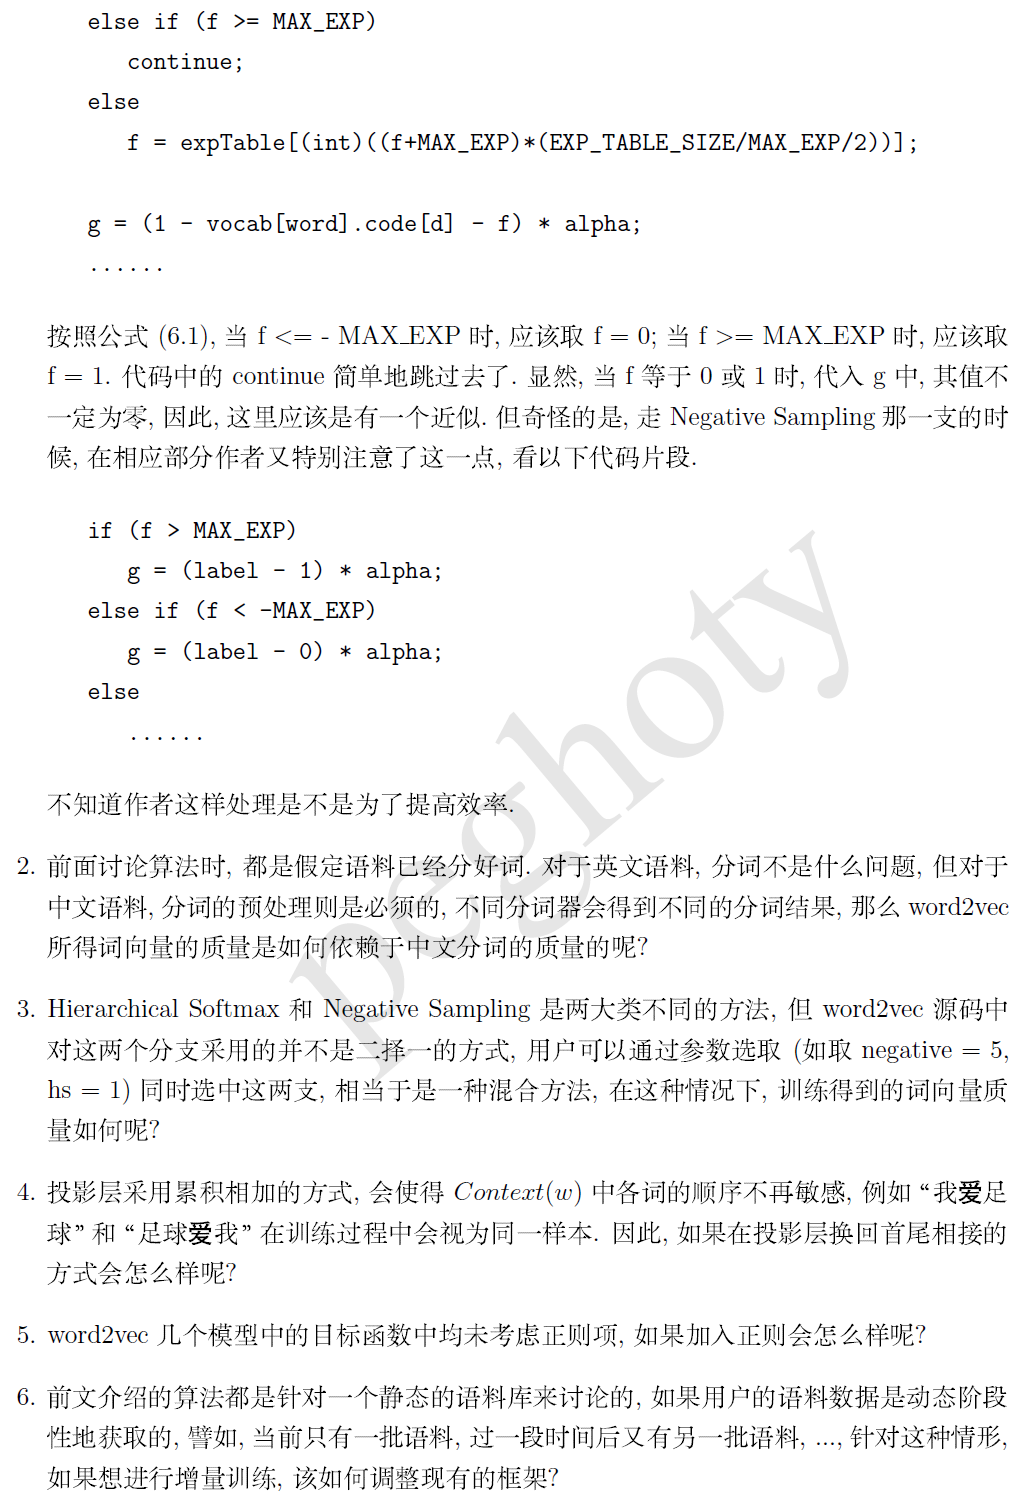 else if (f >= MAX_EXP)
continue;
else
f = expTable[(int)((f+MAX_EXP)*(EXP_TABLE_SIZE/MAX_EXP/2))];
g = (1 - vocab[word].code[d] - f) * alpha;
......
按照公式 (6.1), 当 f <= - MAX_EXP 时, 应该取 f = 0; 当 f >= MAX_EXP 时, 应该取
f = 1. 代码中的 continue 简单地跳过去了. 显然, 当 f 等于 0 或 1 时, 代入 g 中, 其值不
一定为零, 因此, 这里应该是有一个近似. 但奇怪的是, 走 Negative Sampling 那一支的时
候, 在相应部分作者又特别注意了这一点, 看以下代码片段.
if (f > MAX_EXP)
g = (label - 1) * alpha;
else if (f < -MAX_EXP)
g = (label - 0) * alpha;
else
......
不知道作者这样处理是不是为了提高效率.
2. 前面讨论算法时, 都是假定语料已经分好词. 对于英文语料, 分词不是什么问题, 但对于
中文语料, 分词的预处理则是必须的, 不同分词器会得到不同的分词结果, 那么 word2vec
所得词向量的质量是如何依赖于中文分词的质量的呢?
3. Hierarchical Softmax 和 Negative Sampling 是两大类不同的方法, 但 word2vec 源码中
对这两个分支采用的并不是二择一的方式, 用户可以通过参数选取 (如取 negative = 5,
hs = 1) 同时选中这两支, 相当于是一种混合方法, 在这种情况下, 训练得到的词向量质
量如何呢?
4. 投影层采用累积相加的方式, 会使得 Context(w) 中各词的顺序不再敏感, 例如 “我爱足
球” 和 “足球爱我” 在训练过程中会视为同一样本. 因此, 如果在投影层换回首尾相接的
方式会怎么样呢?
5. word2vec 几个模型中的目标函数中均未考虑正则项, 如果加入正则会怎么样呢?
6. 前文介绍的算法都是针对一个静态的语料库来讨论的, 如果用户的语料数据是动态阶段
性地获取的, 譬如, 当前只有一批语料, 过一段时间后又有另一批语料, ..., 针对这种情形,
如果想进行增量训练, 该如何调整现有的框架?
peghoty